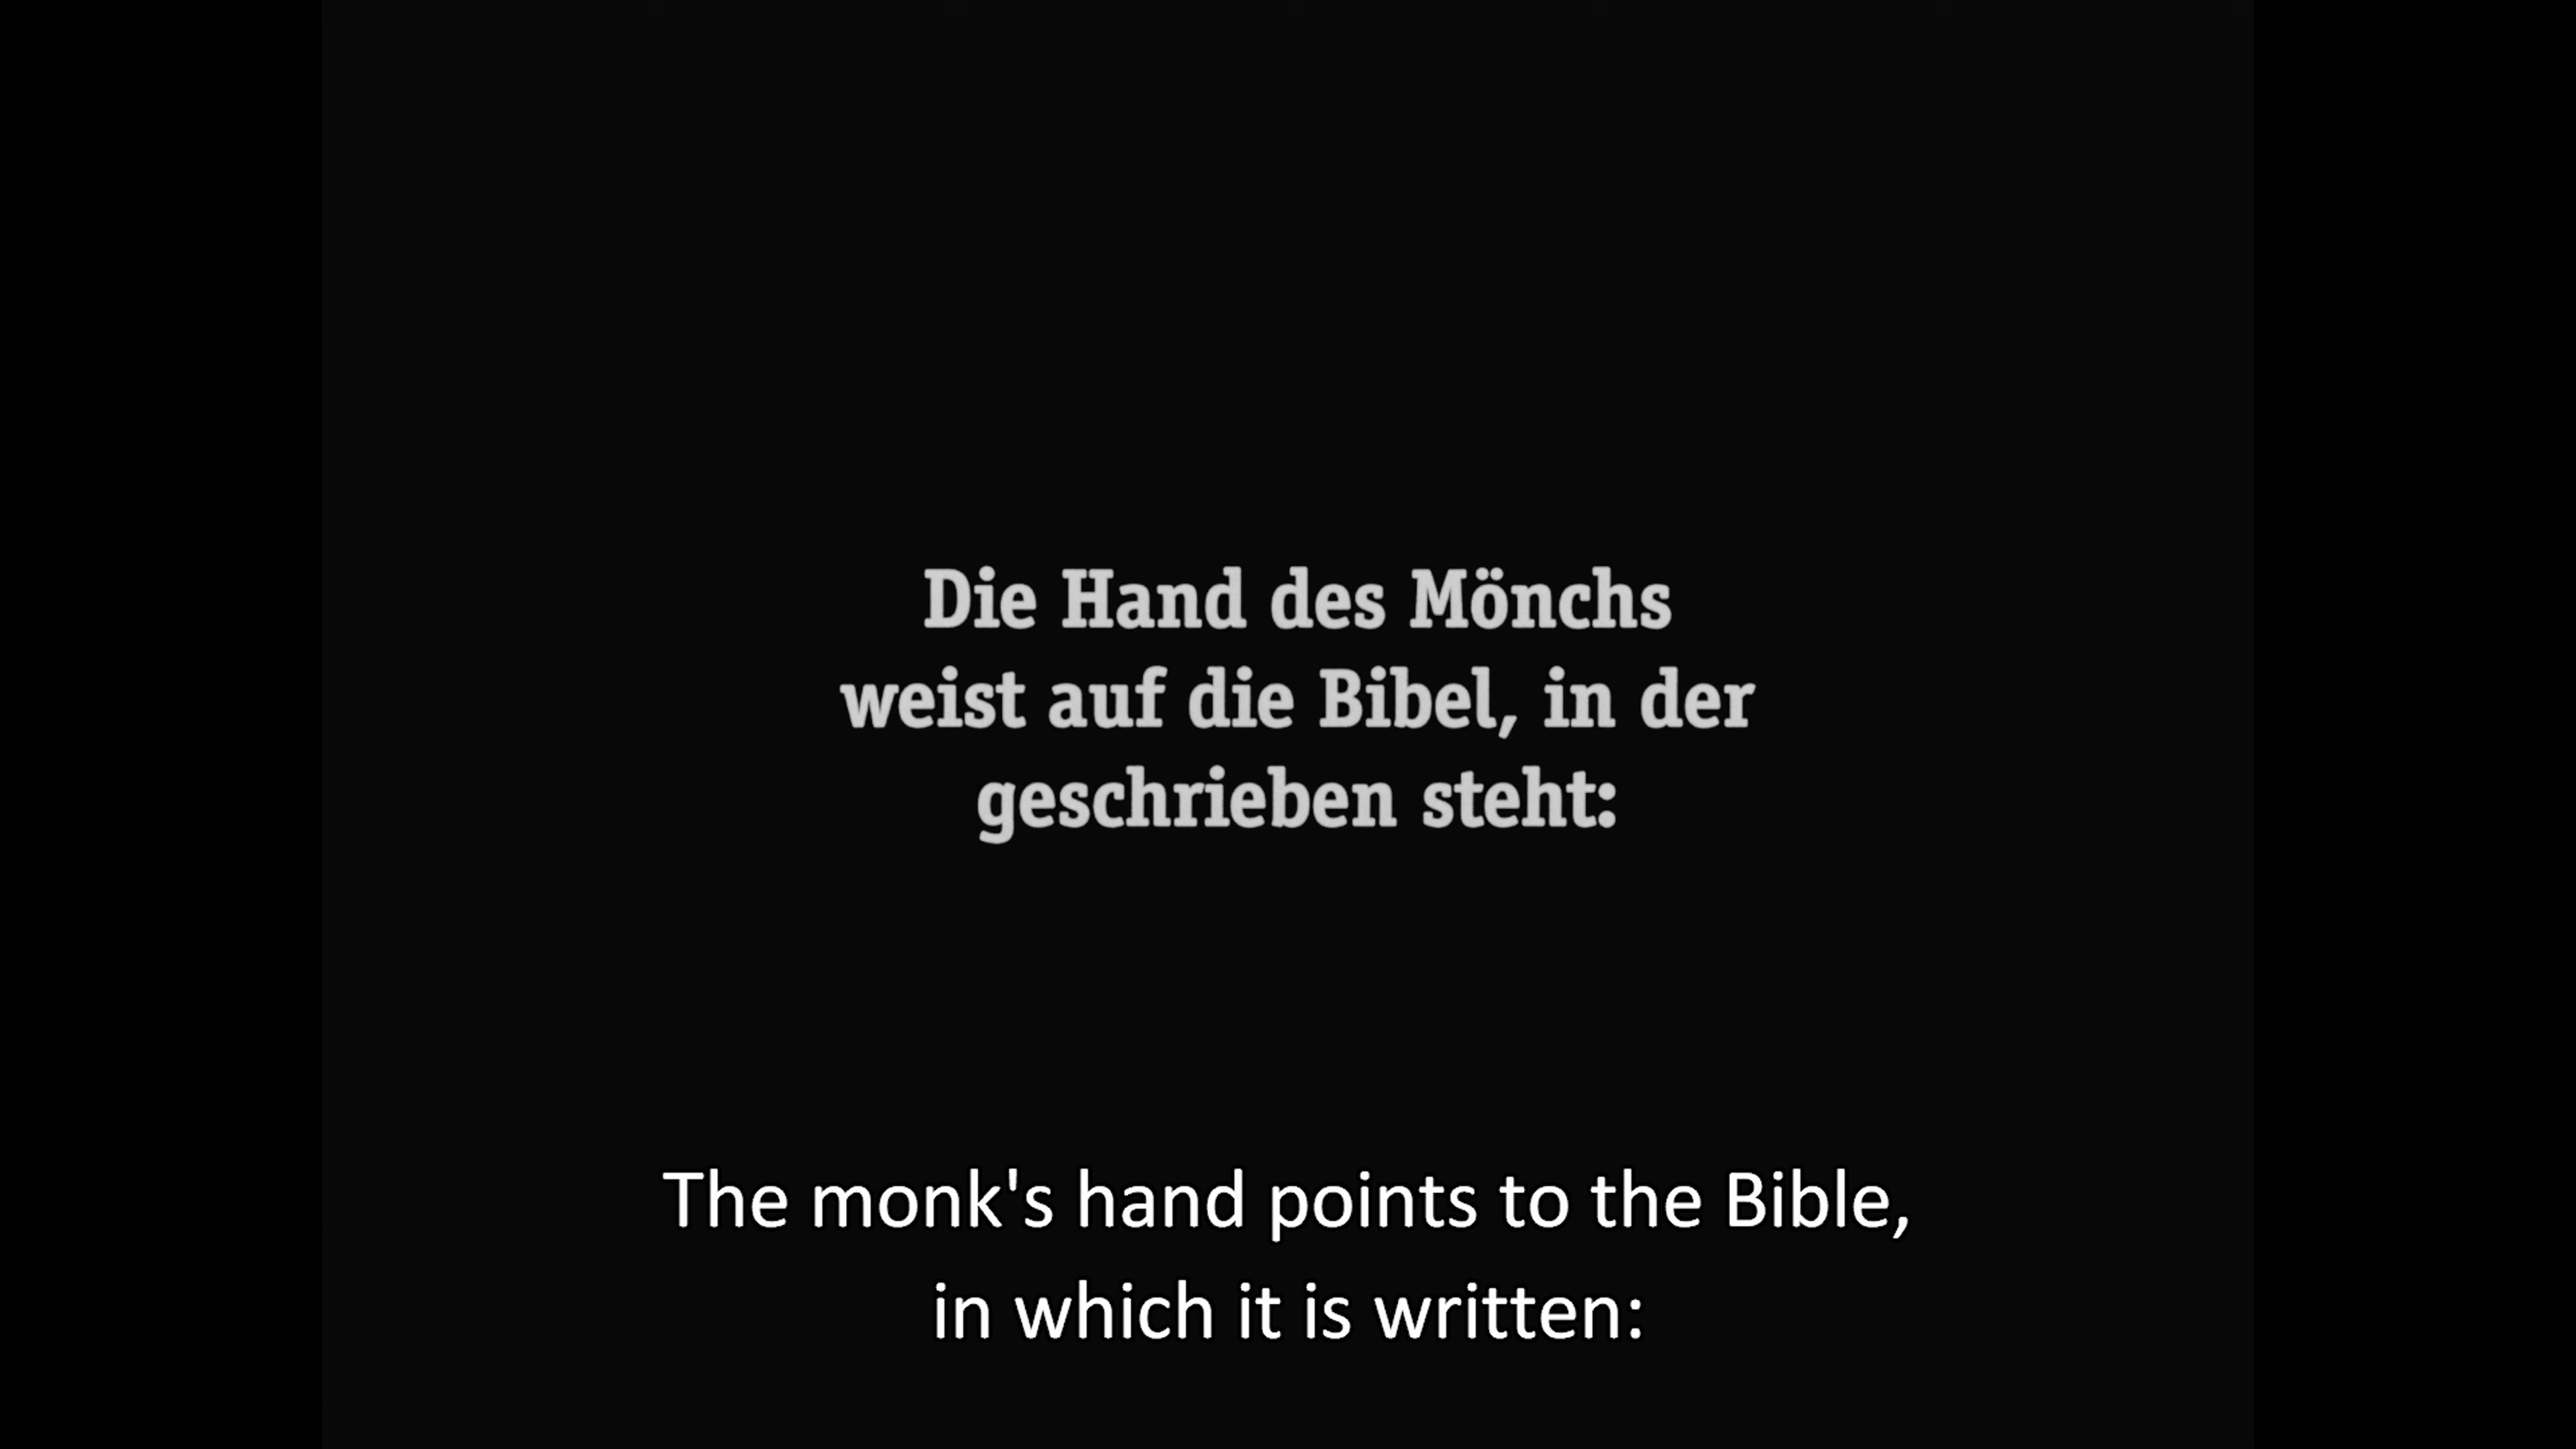 Die Hand des Mönchs
weist auf die Bibel, in der
geschrieben steht:
The monk's hand points to the Bible,
in which it is written: